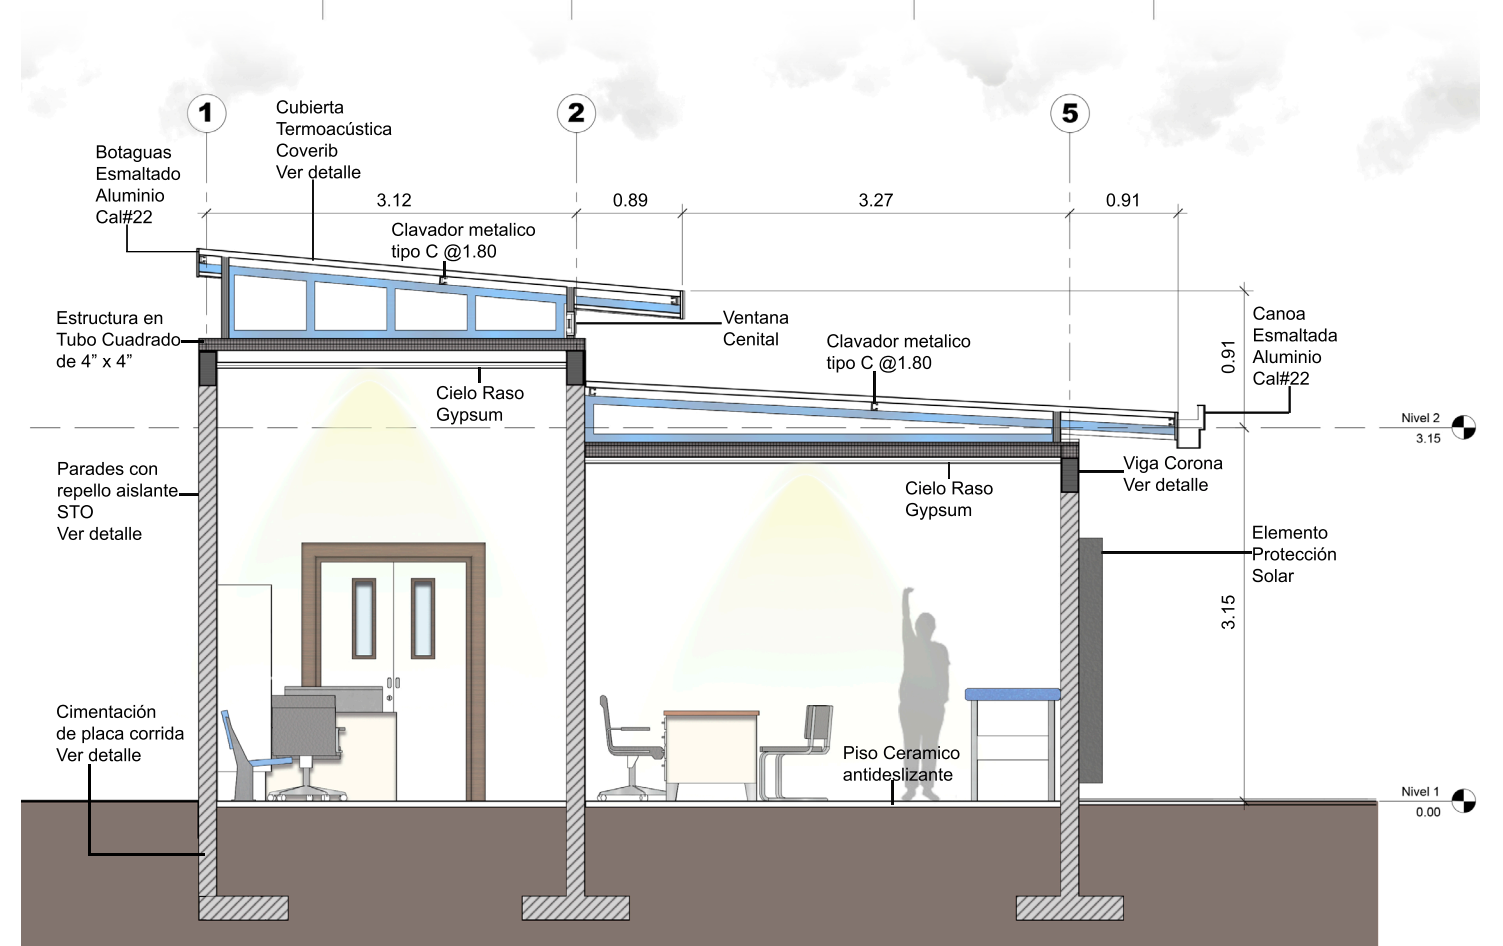 1
2
5
Cubierta
Termoacústica
Coverib
Ver detalle
Botaguas
Esmaltado
Aluminio
Cal#22
3.12
0.89
3.27
0.91
Clavador metalico
tipo C @1.80
Estructura en
Tubo Cuadrado
de 4” x 4”
Ventana
Cenital
Clavador metalico
tipo C @1.80
Canoa
Esmaltada
Aluminio
Cal#22
0.91
Cielo Raso
Gypsum
Nivel 2
3.15
Parades con
repello aislante
STO
Ver detalle
Viga Corona
Ver detalle
Cielo Raso
Gypsum
Elemento
Protección
Solar
3.15
Cimentación
de placa corrida
Ver detalle
Piso Ceramico
antideslizante
Nivel 1
0.00